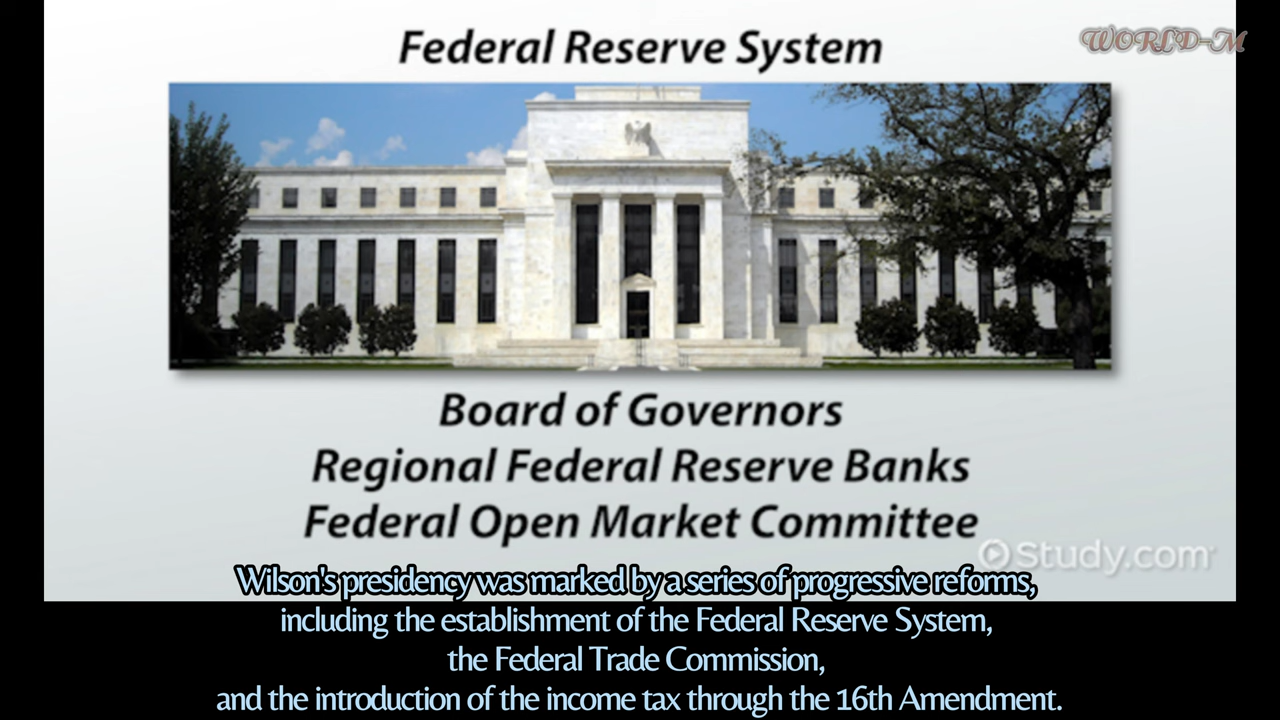 Federal Reserve System
WORLD-M
Board of Governors
Regional Federal Reserve Banks
Federal Open Market Committee
Study.com
Wilson's presidency was marked by a series of progressive reforms,
including the establishment of the Federal Reserve System,
the Federal Trade Commission,
and the introduction of the income tax through the 16th Amendment.